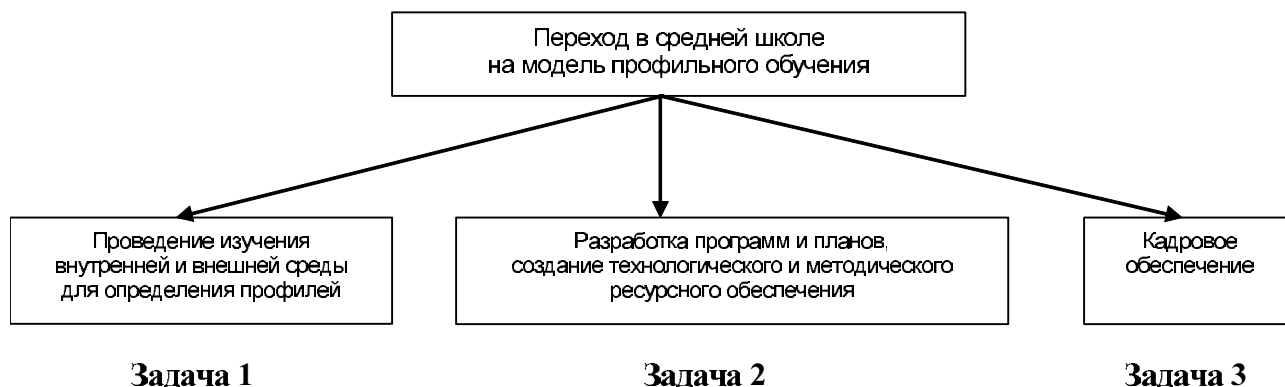 Переход в средней школе
на модель профильного обучения
Проведение изучения
внутренней и внешней среды
для определения профилей
Разработка программ и планов,
создание технологического и методического
ресурсного обеспечения
Кадровое
обеспечение
Задача 1
Задача 2
Задача 3